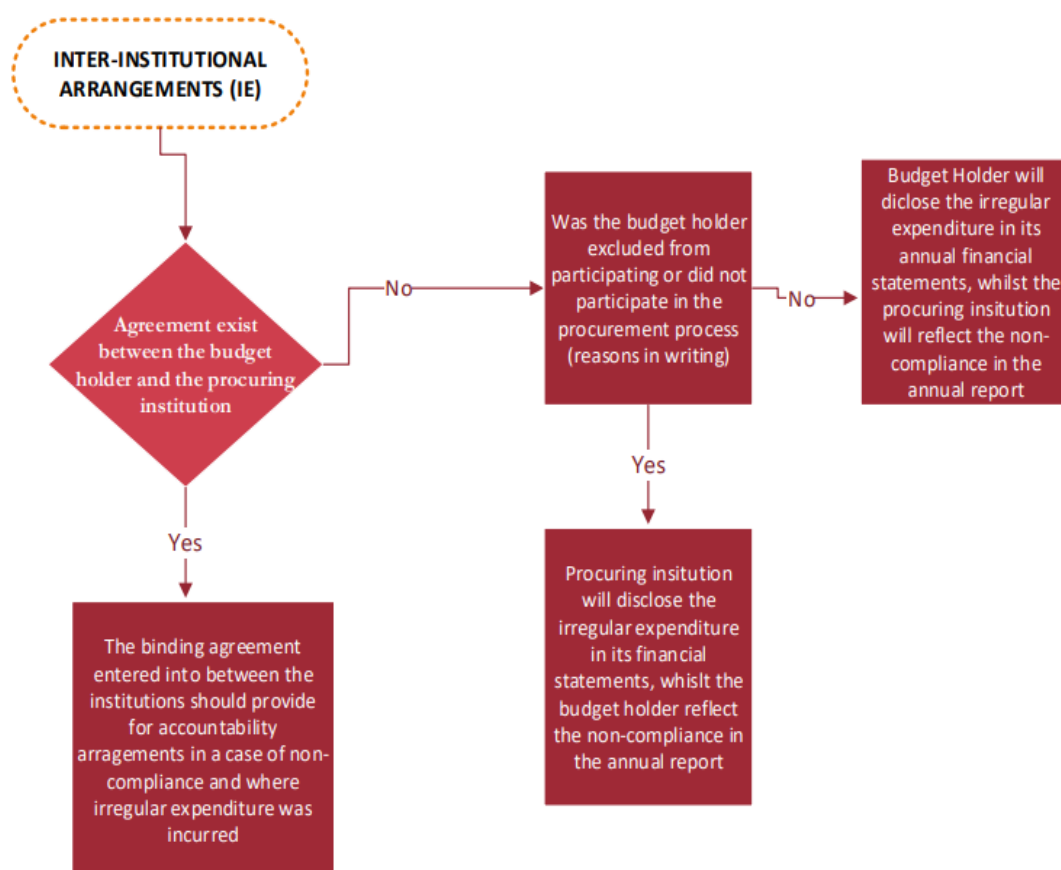 INTER-INSTITUTIONAL
ARRANGEMENTS (IE)
Agreement exist
between the budget
holder and the procuring
institution
No
Was the budget holder
excluded from
participating or did not
participate in the
procurement process
(reasons in writing)
No
Budget Holder will
diclose the irregular
expenditure in its
annual financial
statements, whilst the
procuring insitution
will reflect the non-
compliance in the
annual report
Yes
The binding agreement
entered into between the
institutions should provide
for accountability
arragements in a case of non-
compliance and where
irregular expenditure was
incurred
Yes
Procuring insitution
will disclose the
irregular expenditure
in its financial
statements, whislt the
budget holder reflect
the non-compliance in
the annual report